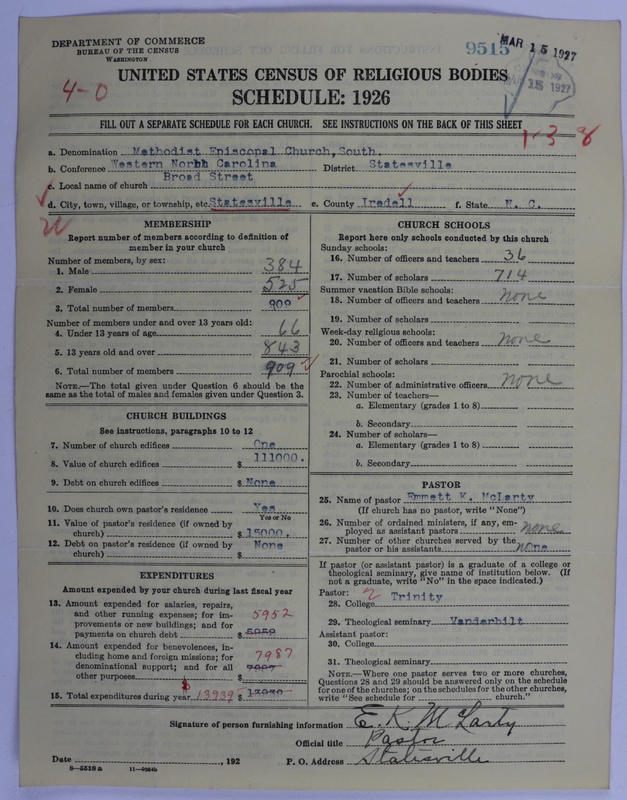 DEPARTMENT OF COMMERCE
BUREAU OF THE CENSUS
WASHINGTON
9515
MAR 15 1927
MAR 15 1927
4-0
UNITED STATES CENSUS OF RELIGIOUS BODIES
SCHEDULE: 1926
FILL OUT A SEPARATE SCHEDULE FOR EACH CHURCH. SEE INSTRUCTIONS ON THE BACK OF THIS SHEET
1-3 8
a. Denomination Methodist Episcopal Church, South
b. Conference Western North Carolina District Statesville
c. Local name of church Broad Street
d. City, town, village, or township, etc. Statesville e. County Iredell f. State N. C.
MEMBERSHIP
Report number of members according to definition of
member in your church
Number of members, by sex:
1. Male 384
2. Female 525
3. Total number of members 909
Number of members under and over 13 years old:
4. Under 13 years of age 66
5. 13 years old and over 843
6. Total number of members 909
NOTE.—The total given under Question 6 should be the
same as the total of males and females given under Question 3.
CHURCH BUILDINGS
See instructions, paragraphs 10 to 12
7. Number of church edifices One
8. Value of church edifices $ 111000.
9. Debt on church edifices $ None
10. Does church own pastor's residence Yes
Yes or No
11. Value of pastor's residence (if owned by
church) $ 15000.
12. Debt on pastor's residence (if owned by
church) $ None
EXPENDITURES
Amount expended by your church during last fiscal year
13. Amount expended for salaries, repairs,
and other running expenses; for im-
provements or new buildings; and for
payments on church debt $ 5952
14. Amount expended for benevolences, in-
cluding home and foreign missions; for
denominational support; and for all
other purposes $ 7987
15. Total expenditures during year $ 13939 $
CHURCH SCHOOLS
Report here only schools conducted by this church
Sunday schools:
16. Number of officers and teachers 36
17. Number of scholars 714
Summer vacation Bible schools:
18. Number of officers and teachers none
19. Number of scholars
Week-day religious schools:
20. Number of officers and teachers none
21. Number of scholars
Parochial schools:
22. Number of administrative officers none
23. Number of teachers—
a. Elementary (grades 1 to 8)
b. Secondary
24. Number of scholars—
a. Elementary (grades 1 to 8)
b. Secondary
PASTOR
25. Name of pastor Emmett K. McLarty
(If church has no pastor, write "None")
26. Number of ordained ministers, if any, em-
ployed as assistant pastors none
27. Number of other churches served by the
pastor or his assistants none
If pastor (or assistant pastor) is a graduate of a college or
theological seminary, give name of institution below. (If
not a graduate, write "No" in the space indicated.)
Pastor:
28. College Trinity
29. Theological seminary Vanderbilt
Assistant pastor:
30. College
31. Theological seminary
NOTE.—Where one pastor serves two or more churches,
Questions 28 and 29 should be answered only on the schedule
for one of the churches; on the schedules for the other churches,
write "See schedule for church."
Signature of person furnishing information E. K. McLarty
Official title Pastor
Date , 192 P. O. Address Statesville
8—5518a 11—9264b